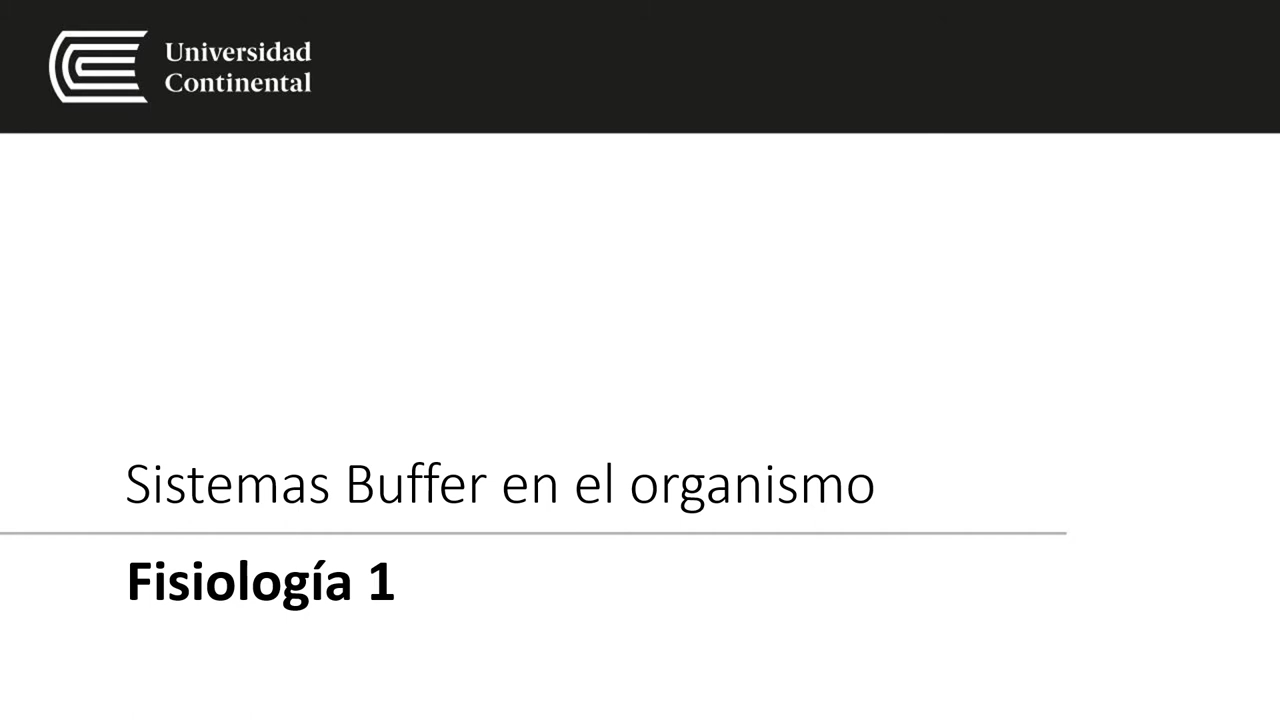 Universidad
Continental
Sistemas Buffer en el organismo
Fisiología 1